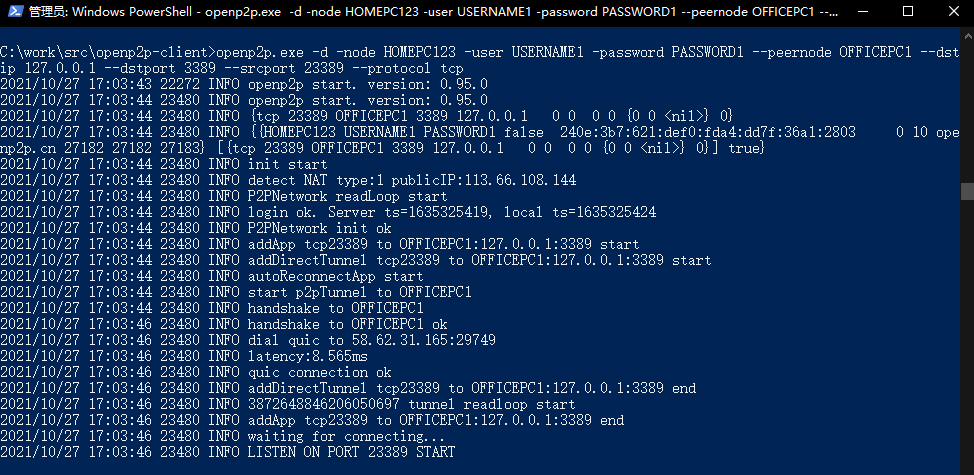 管理员: Windows PowerShell - openp2p.exe  -d -node HOMEPC123 -user USERNAME1 -password PASSWORD1 --peernode OFFICEPC1 --...
C:\work\src\openp2p-client>openp2p.exe -d -node HOMEPC123 -user USERNAME1 -password PASSWORD1 --peernode OFFICEPC1 --dst
ip 127.0.0.1 --dstport 3389 --srcport 23389 --protocol tcp
2021/10/27 17:03:43 22272 INFO openp2p start. version: 0.95.0
2021/10/27 17:03:44 23480 INFO openp2p start. version: 0.95.0
2021/10/27 17:03:44 23480 INFO {tcp 23389 OFFICEPC1 3389 127.0.0.1   0 0  0 0 {0 0 <nil>} 0}
2021/10/27 17:03:44 23480 INFO {{HOMEPC123 USERNAME1 PASSWORD1 false  240e:3b7:621:def0:fda4:dd7f:36a1:2803     0 10 ope
np2p.cn 27182 27182 27183} [{tcp 23389 OFFICEPC1 3389 127.0.0.1   0 0  0 0 {0 0 <nil>} 0}] true}
2021/10/27 17:03:44 23480 INFO init start
2021/10/27 17:03:44 23480 INFO detect NAT type:1 publicIP:113.66.108.144
2021/10/27 17:03:44 23480 INFO P2PNetwork readLoop start
2021/10/27 17:03:44 23480 INFO login ok. Server ts=1635325419, local ts=1635325424
2021/10/27 17:03:44 23480 INFO P2PNetwork init ok
2021/10/27 17:03:44 23480 INFO addApp tcp23389 to OFFICEPC1:127.0.0.1:3389 start
2021/10/27 17:03:44 23480 INFO addDirectTunnel tcp23389 to OFFICEPC1:127.0.0.1:3389 start
2021/10/27 17:03:44 23480 INFO autoReconnectApp start
2021/10/27 17:03:44 23480 INFO start p2pTunnel to OFFICEPC1
2021/10/27 17:03:44 23480 INFO handshake to OFFICEPC1
2021/10/27 17:03:46 23480 INFO handshake to OFFICEPC1 ok
2021/10/27 17:03:46 23480 INFO dial quic to 58.62.31.165:29749
2021/10/27 17:03:46 23480 INFO latency:8.565ms
2021/10/27 17:03:46 23480 INFO quic connection ok
2021/10/27 17:03:46 23480 INFO addDirectTunnel tcp23389 to OFFICEPC1:127.0.0.1:3389 end
2021/10/27 17:03:46 23480 INFO 3872648846206050697 tunnel readloop start
2021/10/27 17:03:46 23480 INFO addApp tcp23389 to OFFICEPC1:127.0.0.1:3389 end
2021/10/27 17:03:46 23480 INFO waiting for connecting...
2021/10/27 17:03:46 23480 INFO LISTEN ON PORT 23389 START